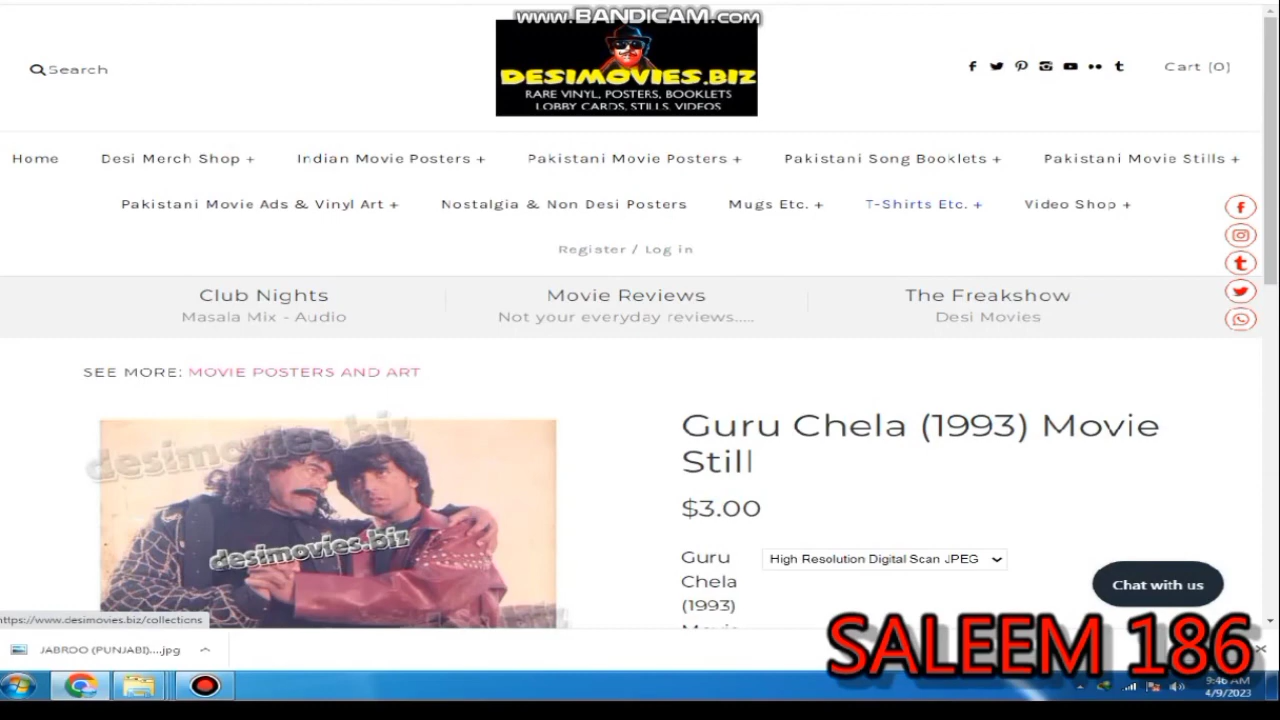 www.BANDICAM.com
Search
DESIMOVIES.BIZ
RARE VINYL, POSTERS, BOOKLETS
LOBBY CARDS, STILLS, VIDEOS
Cart (0)
Home
Desi Merch Shop +
Indian Movie Posters +
Pakistani Movie Posters +
Pakistani Song Booklets +
Pakistani Movie Stills +
Pakistani Movie Ads & Vinyl Art +
Nostalgia & Non Desi Posters
Mugs Etc. +
T-Shirts Etc. +
Video Shop +
Register / Log in
Club Nights
Masala Mix - Audio
Movie Reviews
Not your everyday reviews.....
The Freakshow
Desi Movies
SEE MORE: MOVIE POSTERS AND ART
desimovies.biz
desimovies.biz
Guru Chela (1993) Movie
Still
$3.00
Guru
Chela
(1993)
High Resolution Digital Scan JPEG
Chat with us
https://www.desimovies.biz/collections
JABROO (PUNJABI)....jpg
SALEEM 186
9:46 AM
4/9/2023